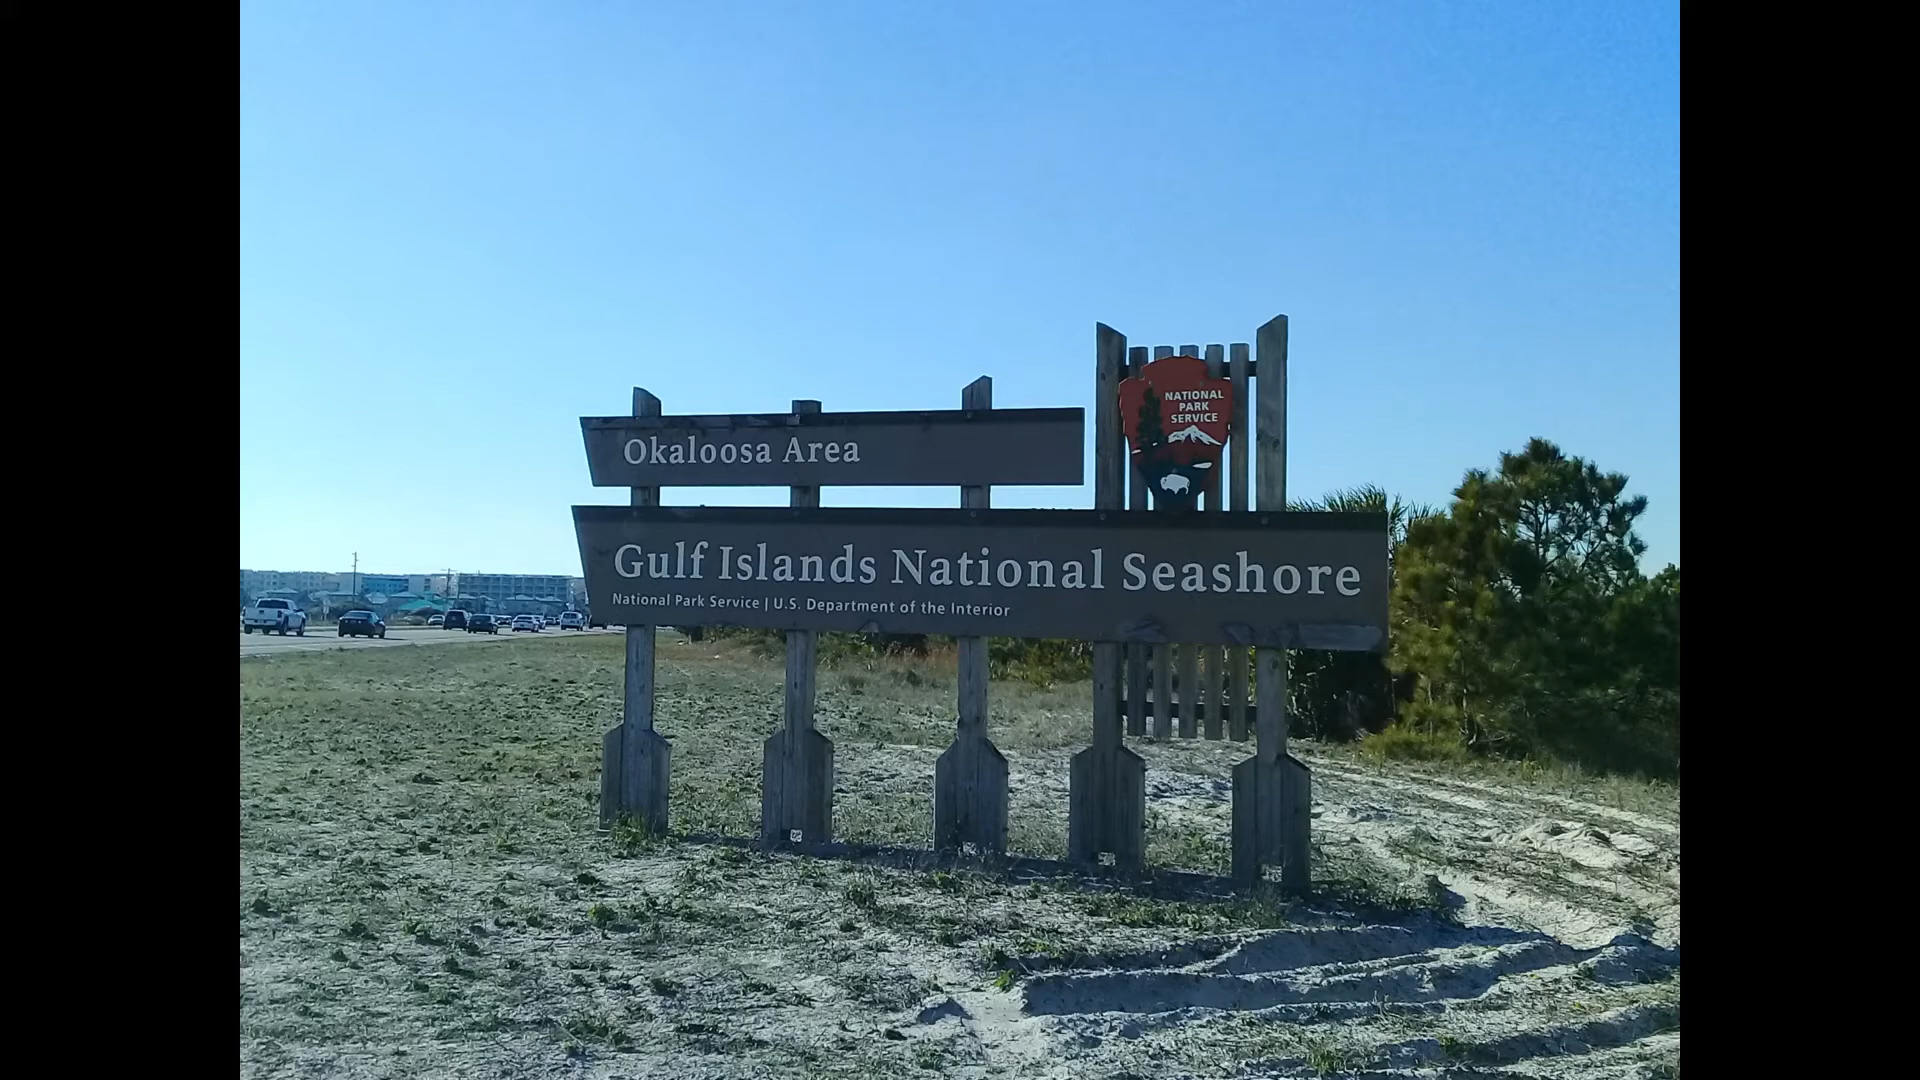 Okaloosa Area
NATIONAL
PARK
SERVICE
Gulf Islands National Seashore
National Park Service | U.S. Department of the Interior